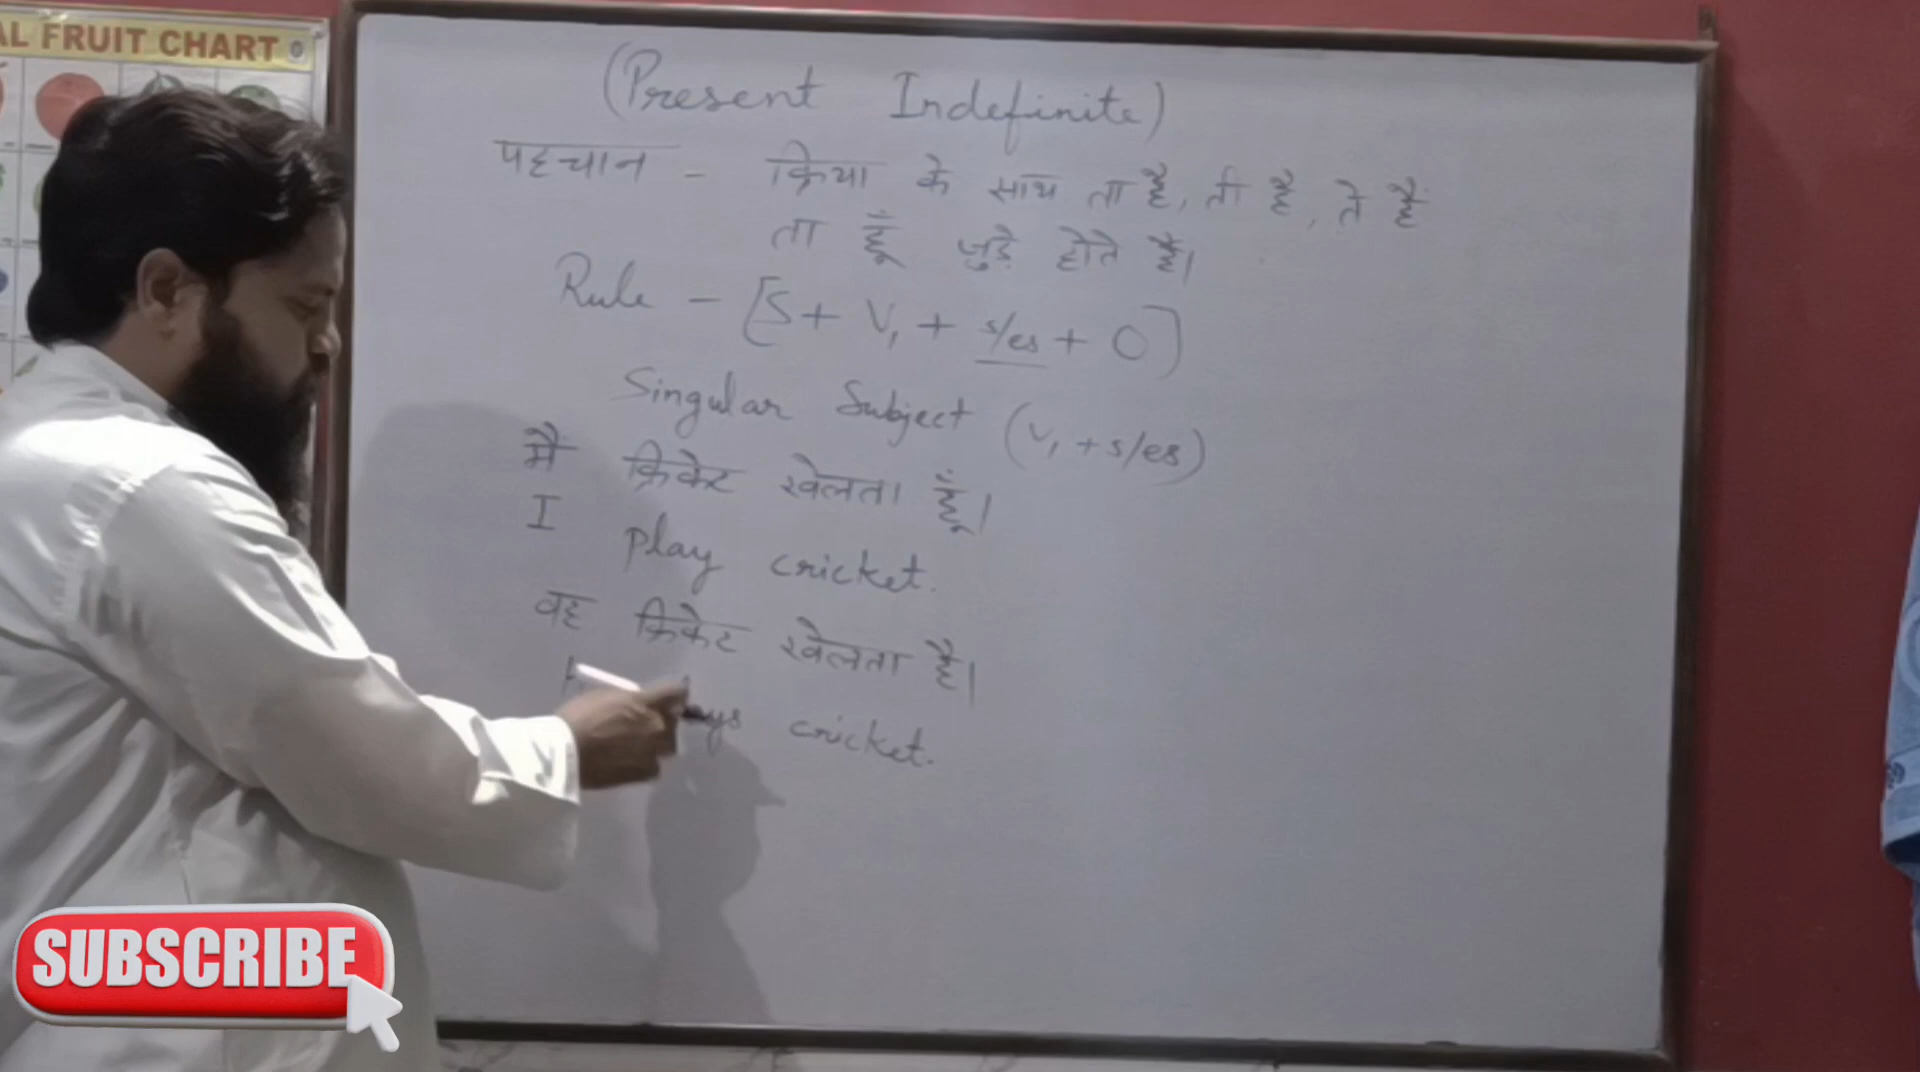 AL FRUIT CHART
(Present Indefinite)
पहचान - क्रिया के साथ ता है, ती है, ते हैं
ता हूँ जुड़े होते हैं।
Rule - [S + V₁ + s/es + O]
Singular Subject (V₁ + s/es)
मैं क्रिकेट खेलता हूँ।
I play cricket.
वह क्रिकेट खेलता है।
cricket.
SUBSCRIBE